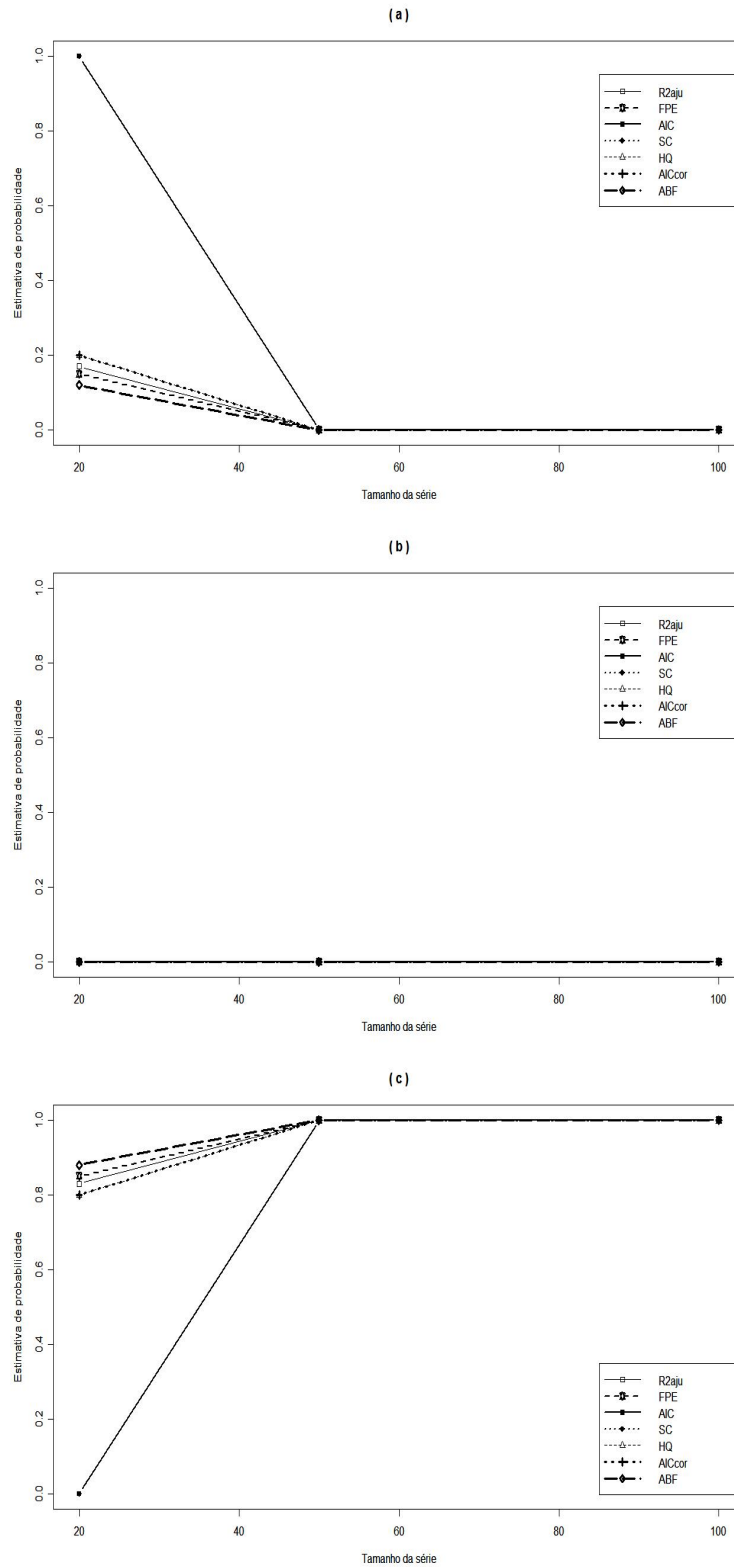 ( a )
Estimativa de probabilidade
1.0
0.8
0.6
0.4
0.2
0.0
R2aju
FPE
AIC
SC
HQ
AICcor
ABF
20 40 60 80 100
Tamanho da série
( b )
Estimativa de probabilidade
1.0
0.8
0.6
0.4
0.2
0.0
R2aju
FPE
AIC
SC
HQ
AICcor
ABF
20 40 60 80 100
Tamanho da série
( c )
Estimativa de probabilidade
1.0
0.8
0.6
0.4
0.2
0.0
R2aju
FPE
AIC
SC
HQ
AICcor
ABF
20 40 60 80 100
Tamanho da série